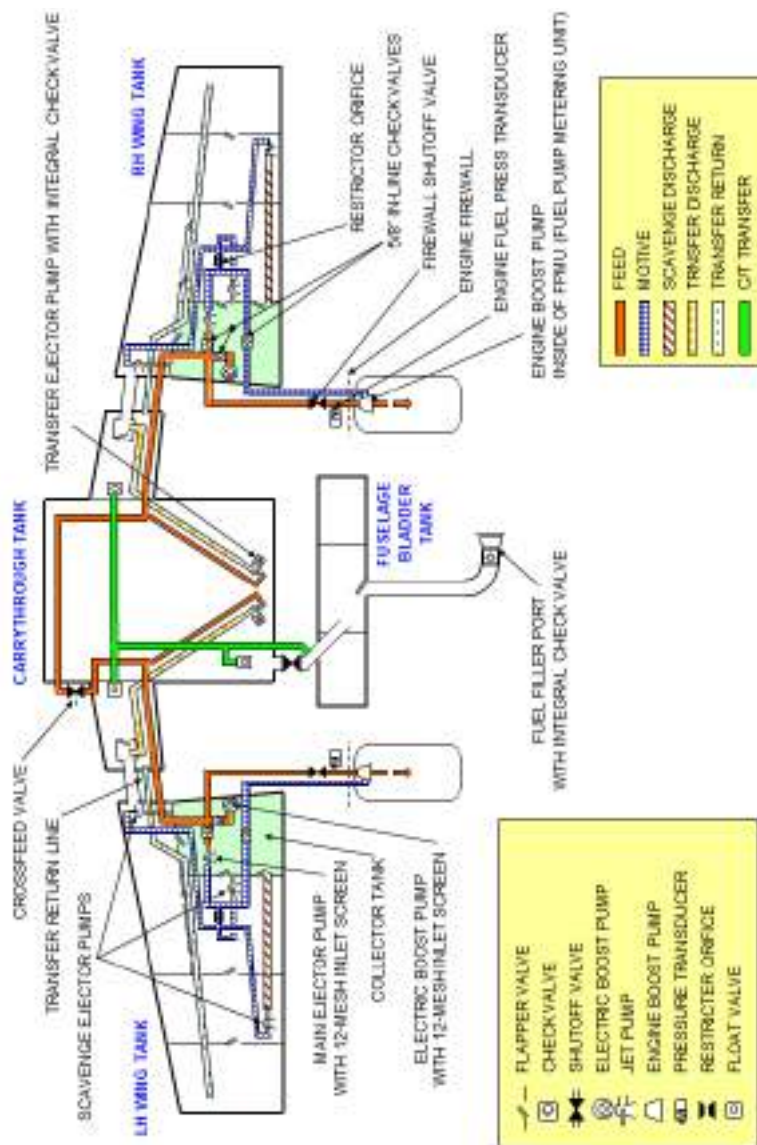 CROSSFEED VALVE
TRANSFER RETURN LINE
SCAVENGE EJECTOR PUMPS
LH WING TANK
CARRYTHROUGH TANK
TRANSFER EJECTOR PUMP WITH INTEGRAL CHECK VALVE
RH WING TANK
MAIN EJECTOR PUMP
WITH 12-MESH INLET SCREEN
COLLECTOR TANK
ELECTRIC BOOST PUMP
WITH 12-MESH INLET SCREEN
FUSELAGE
BLADDER
TANK
FUEL FILLER PORT
WITH INTEGRAL CHECK VALVE
RESTRICTOR ORIFICE
5/8" IN-LINE CHECK VALVES
FIREWALL SHUTOFF VALVE
ENGINE FIREWALL
ENGINE FUEL PRESS TRANSDUCER
ENGINE BOOST PUMP
(INSIDE OF FPMU (FUEL PUMP METERING UNIT)
FLAPPER VALVE
CHECKVALVE
SHUTOFF VALVE
ELECTRIC BOOST PUMP
JET PUMP
ENGINE BOOST PUMP
PRESSURE TRANSDUCER
RESTRICTER ORIFICE
FLOAT VALVE
FEED
MOTIVE
SCAVENGE DISCHARGE
TRNSFER DISCHARGE
TRANSFER RETURN
C/T TRANSFER